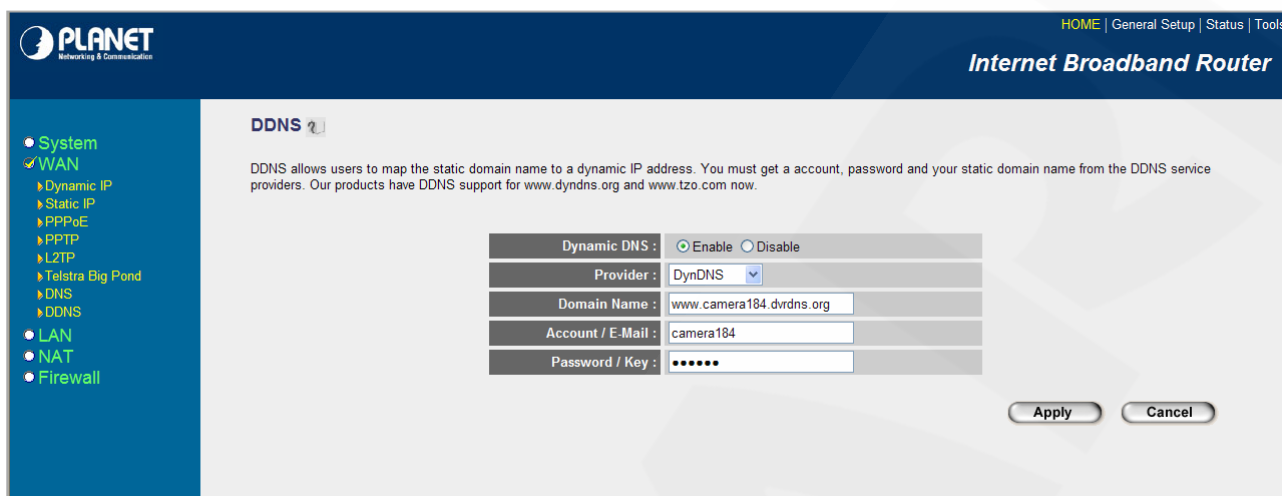 PLANET
Networking & Communication
HOME | General Setup | Status | Tools
Internet Broadband Router
System
WAN
Dynamic IP
Static IP
PPPoE
PPTP
L2TP
Telstra Big Pond
DNS
DDNS
LAN
NAT
Firewall
DDNS
DDNS allows users to map the static domain name to a dynamic IP address. You must get a account, password and your static domain name from the DDNS service
providers. Our products have DDNS support for www.dyndns.org and www.tzo.com now.
Dynamic DNS : Enable Disable
Provider : DynDNS
Domain Name : www.camera184.dvrdns.org
Account / E-Mail : camera184
Password / Key : ••••••
Apply Cancel